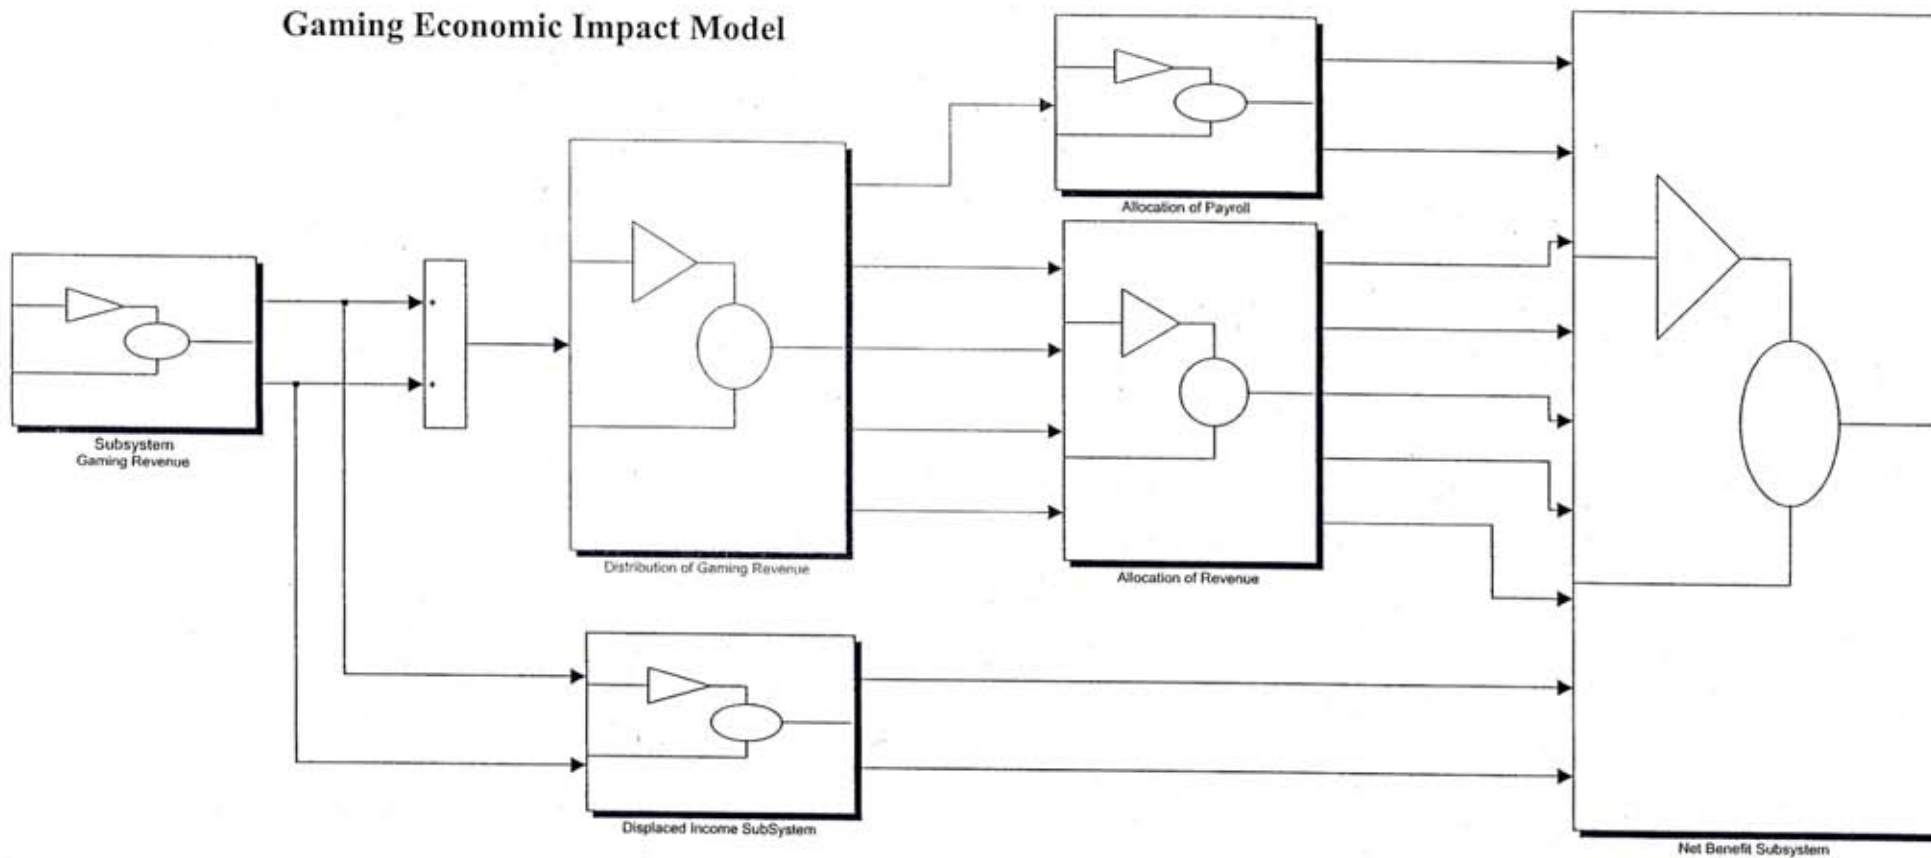 Gaming Economic Impact Model
Allocation of Payroll
Subsystem
Gaming Revenue
+
+
Distribution of Gaming Revenue
Allocation of Revenue
Displaced Income SubSystem
Net Benefit Subsystem